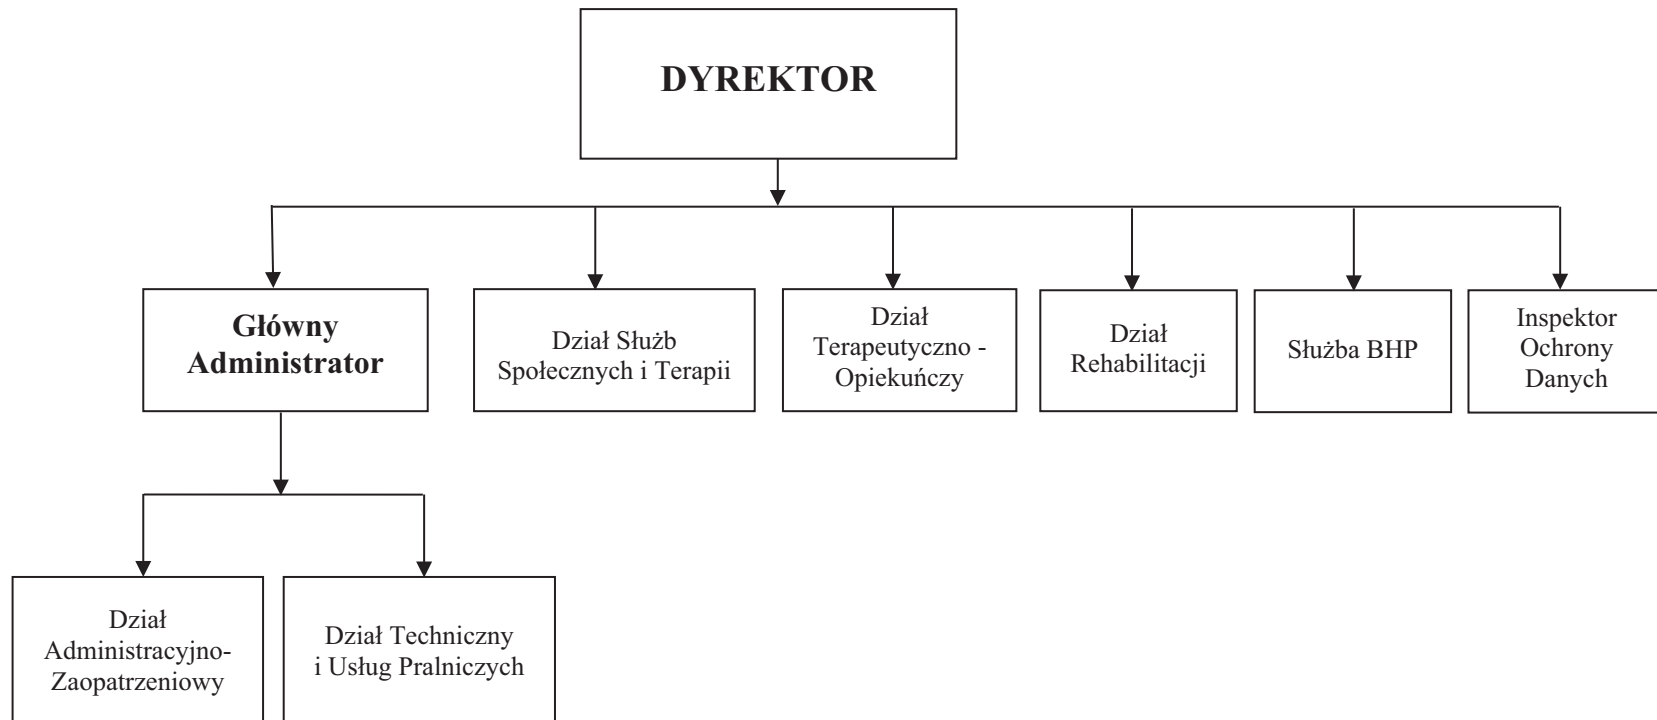 DYREKTOR
Główny
Administrator
Dział Służb
Społecznych i Terapii
Dział
Terapeutyczno -
Opiekuńczy
Dział
Rehabilitacji
Służba BHP
Inspektor
Ochrony
Danych
Dział
Administracyjno-
Zaopatrzeniowy
Dział Techniczny
i Usług Pralniczych